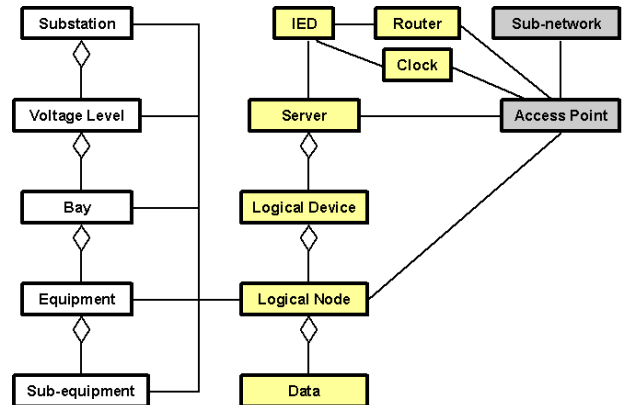 Substation
IED
Router
Sub-network
Clock
Voltage Level
Server
Access Point
Bay
Logical Device
Equipment
Logical Node
Sub-equipment
Data